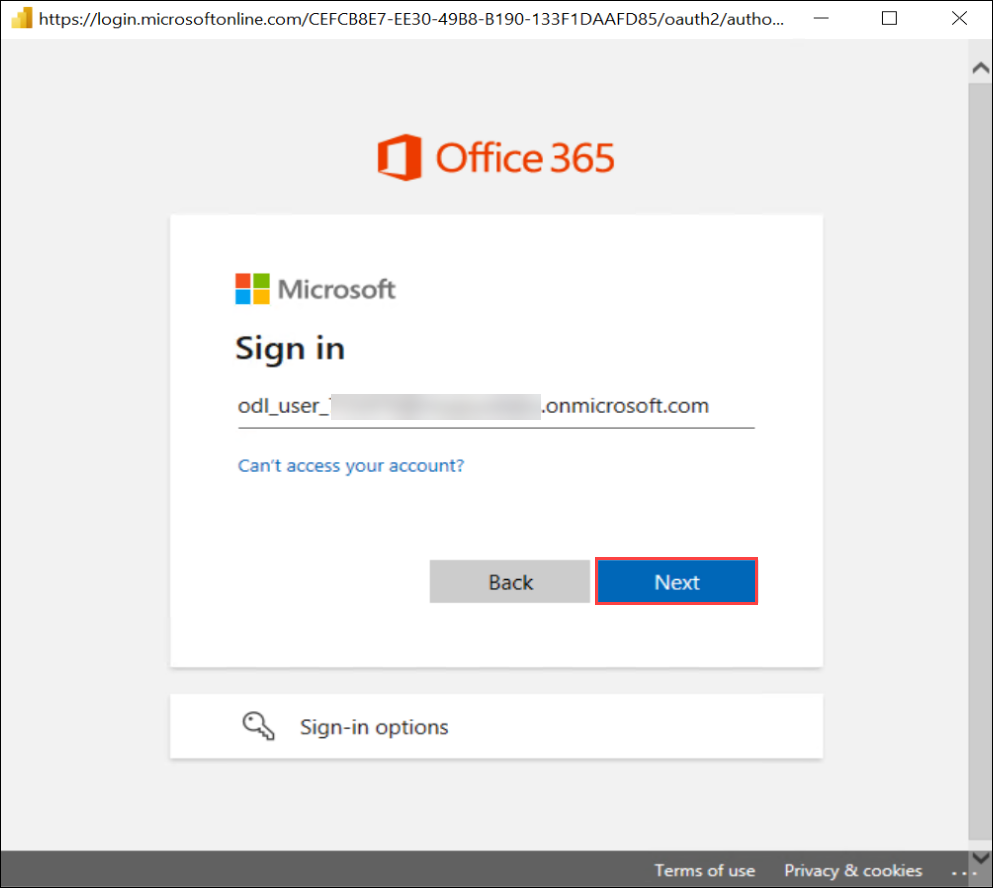 https://login.microsoftonline.com/CEFCB8E7-EE30-49B8-B190-133F1DAAFD85/oauth2/autho...
Office 365
Microsoft
Sign in
odl_user_ .onmicrosoft.com
Can't access your account?
Back Next
Sign-in options
Terms of use Privacy & cookies ...